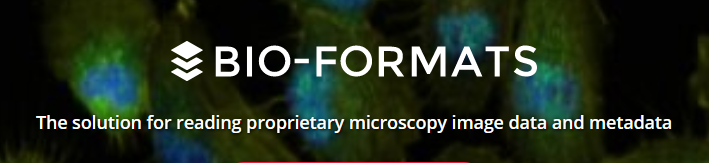 BIO-FORMATS
The solution for reading proprietary microscopy image data and metadata